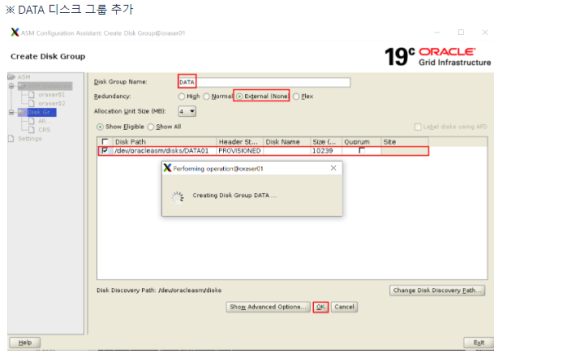 ※ DATA 디스크 그룹 추가
ASM Configuration Assistant: Create Disk Group@oraser01
Create Disk Group
19c ORACLE
Grid Infrastructure
ASM
oraser01
oraser02
CRS
Settings
Disk Group Name: DATA
Redundancy: High Normal External (None) Flex
Allocation Unit Size (MB): 4
Show Eligible Show All
Label disks using AFD
Disk Path Header St... Disk Name Size (... Quorum Site
/dev/oracleasm/disks/DATA01 PROVISIONED 10239
Performing operation@oraser01
Creating Disk Group DATA ...
Disk Discovery Path: /dev/oracleasm/disks
Change Disk Discovery Path...
Show Advanced Options... OK Cancel
Help Exit